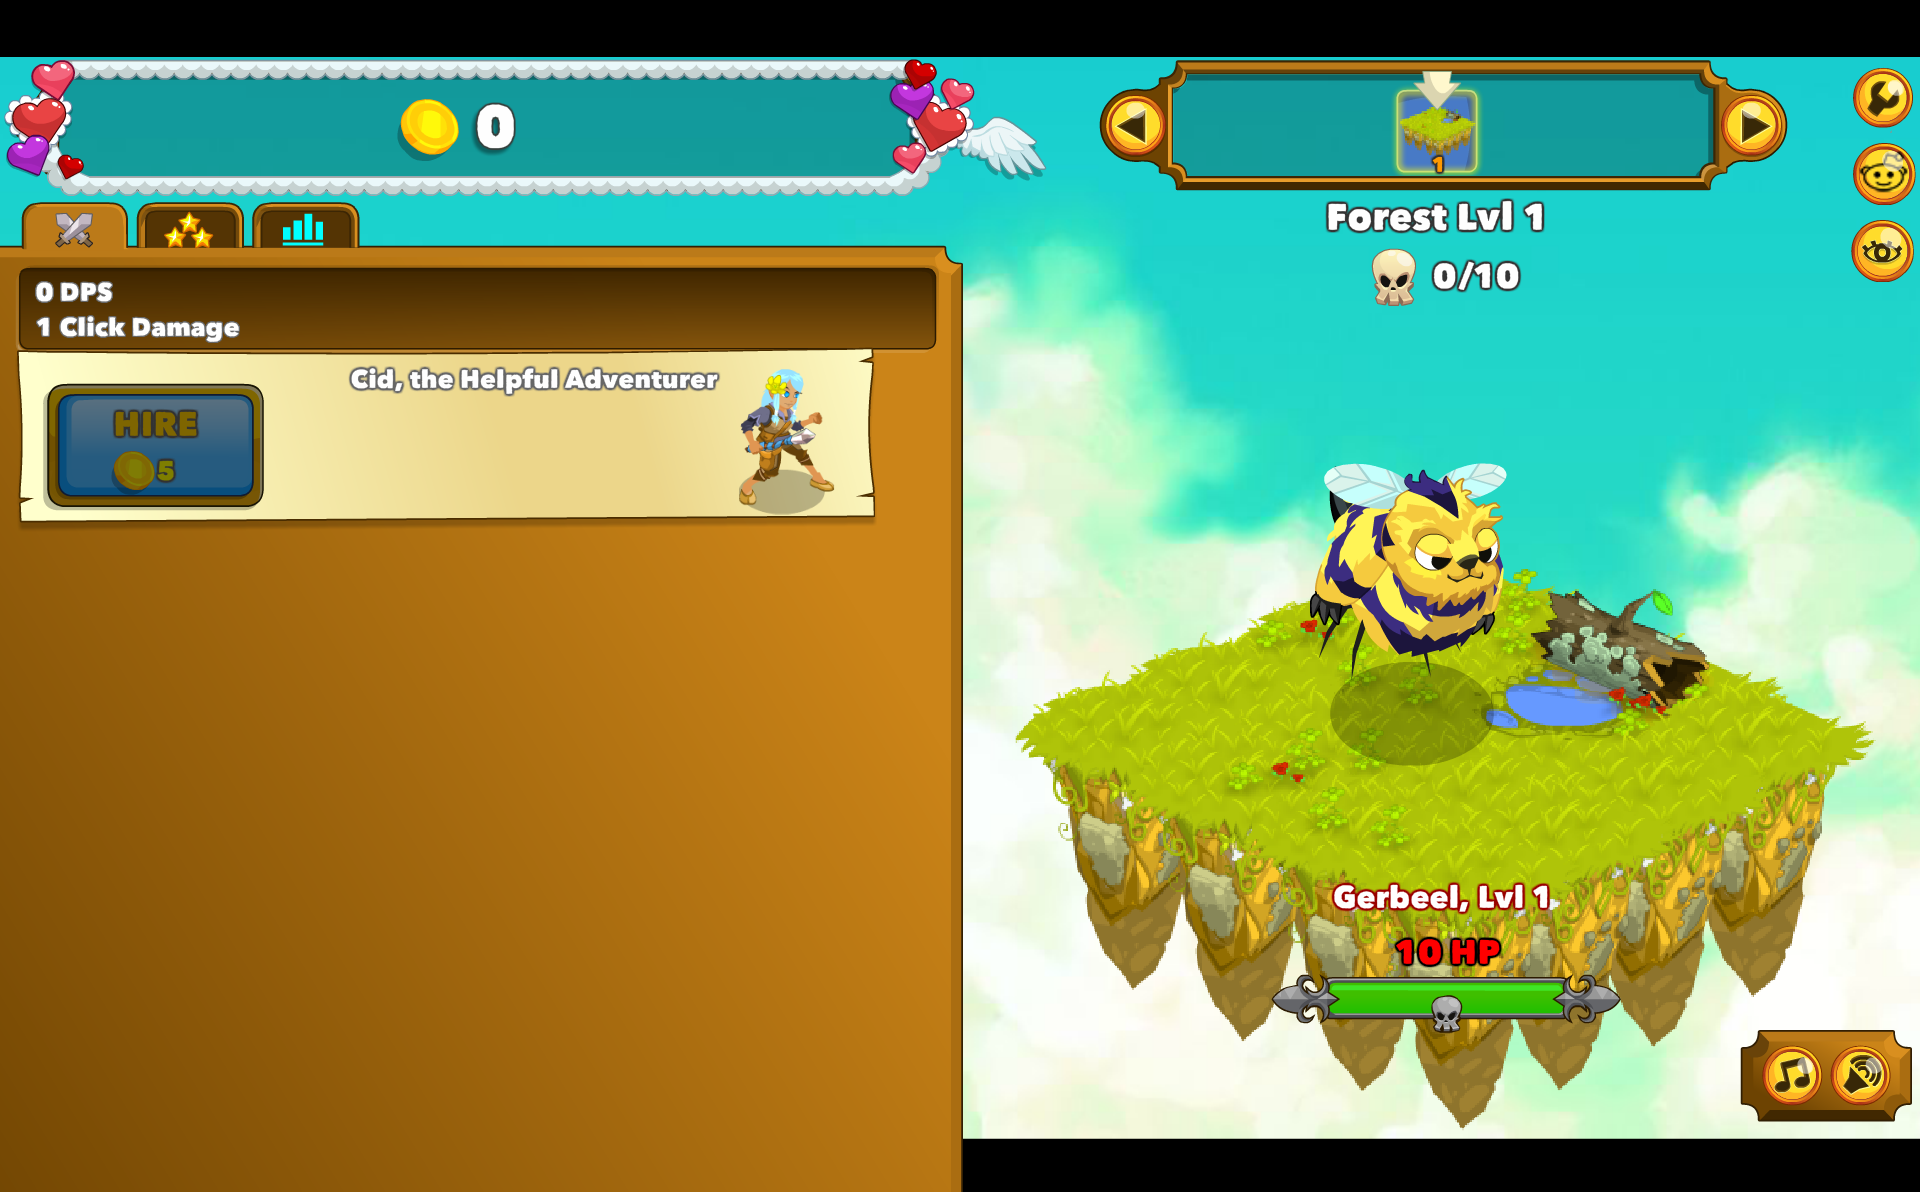 0
1
Forest Lvl 1
0/10
0 DPS
1 Click Damage
Cid, the Helpful Adventurer
HIRE
5
Gerbeel, Lvl 1
10 HP